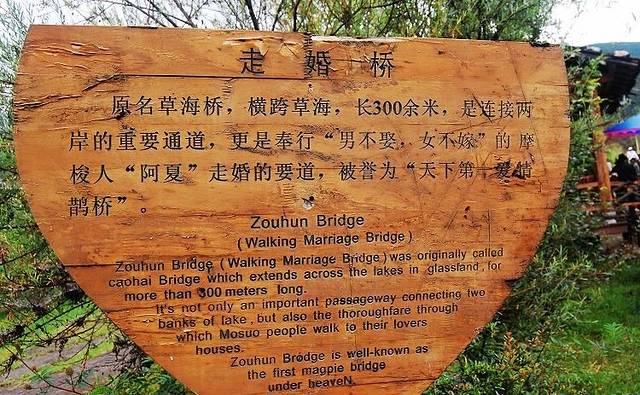 走婚桥
原名草海桥，横跨草海，长300余米，是连接两
岸的重要通道，更是奉行“男不娶，女不嫁”的摩
梭人“阿夏”走婚的要道，被誉为“天下第一爱情
鹊桥”。
Zouhun Bridge
(Walking Marriage Bridge)
Zouhun Bridge (Walking Marriage Bridge) was originally called
caohai Bridge which extends across the lakes in glassland, for
more than 300 meters long.
It's not only an important passageway connecting two
banks of lake, but also the thoroughfare through
which Mosuo people walk to their lovers
houses.
Zouhun Brodge is well-known as
the first magpie bridge
under heaveN.